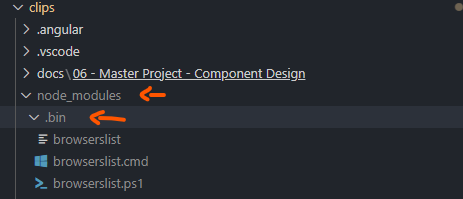 clips
.angular
.vscode
docs\06 - Master Project - Component Design
node_modules
.bin
browserslist
browserslist.cmd
browserslist.ps1